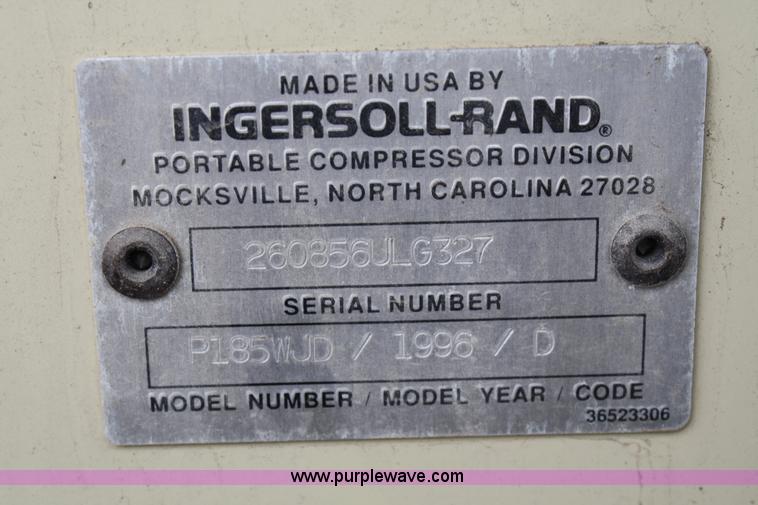 MADE IN USA BY
INGERSOLL-RAND®
PORTABLE COMPRESSOR DIVISION
MOCKSVILLE, NORTH CAROLINA 27028
260856ULG327
SERIAL NUMBER
P185WJD / 1996 / D
MODEL NUMBER / MODEL YEAR / CODE
36523306
www.purplewave.com